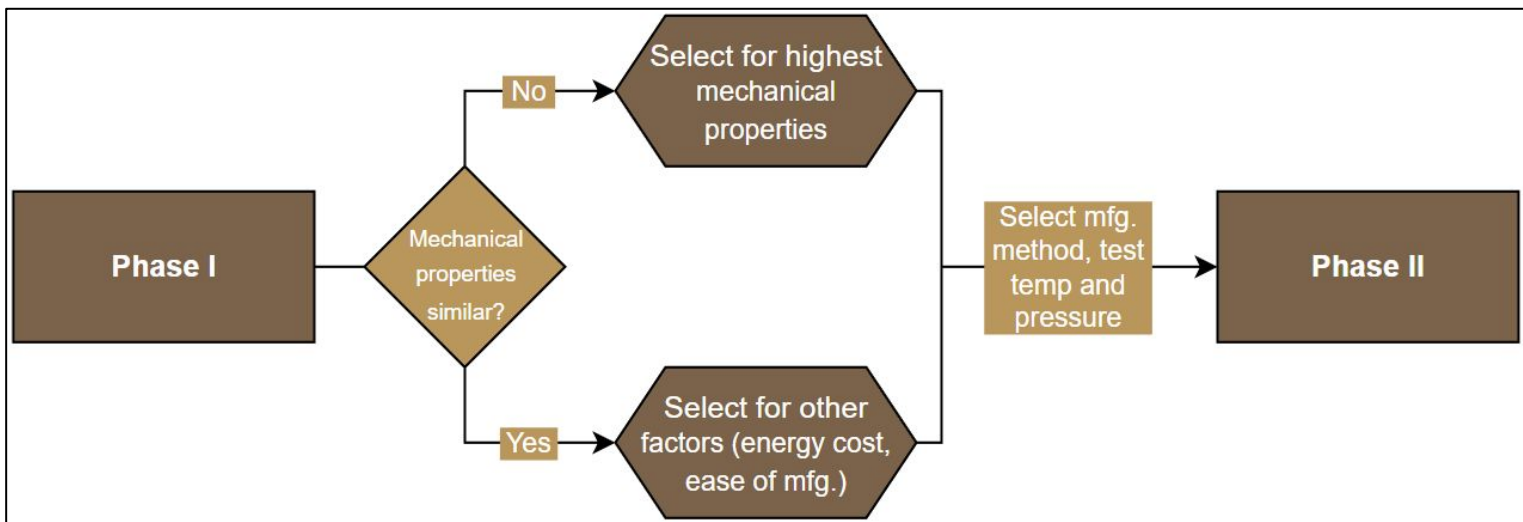 Phase I
Mechanical
properties
similar?
No
Select for highest
mechanical
properties
Yes
Select for other
factors (energy cost,
ease of mfg.)
Select mfg.
method, test
temp and
pressure
Phase II